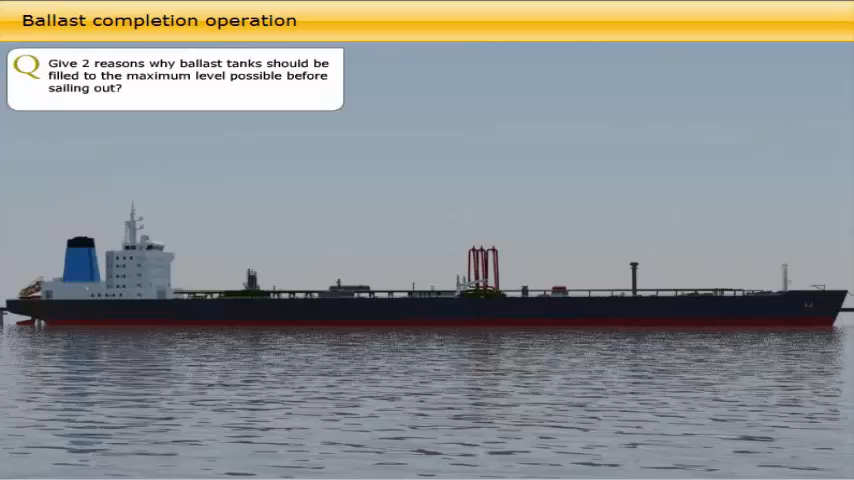 Ballast completion operation
Q Give 2 reasons why ballast tanks should be
filled to the maximum level possible before
sailing out?